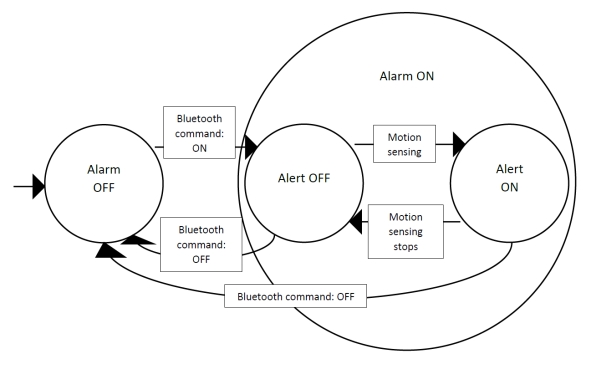 Alarm ON
Bluetooth
command:
ON
Motion
sensing
Alarm
OFF
Alert OFF
Alert
ON
Bluetooth
command:
OFF
Motion
sensing
stops
Bluetooth command: OFF